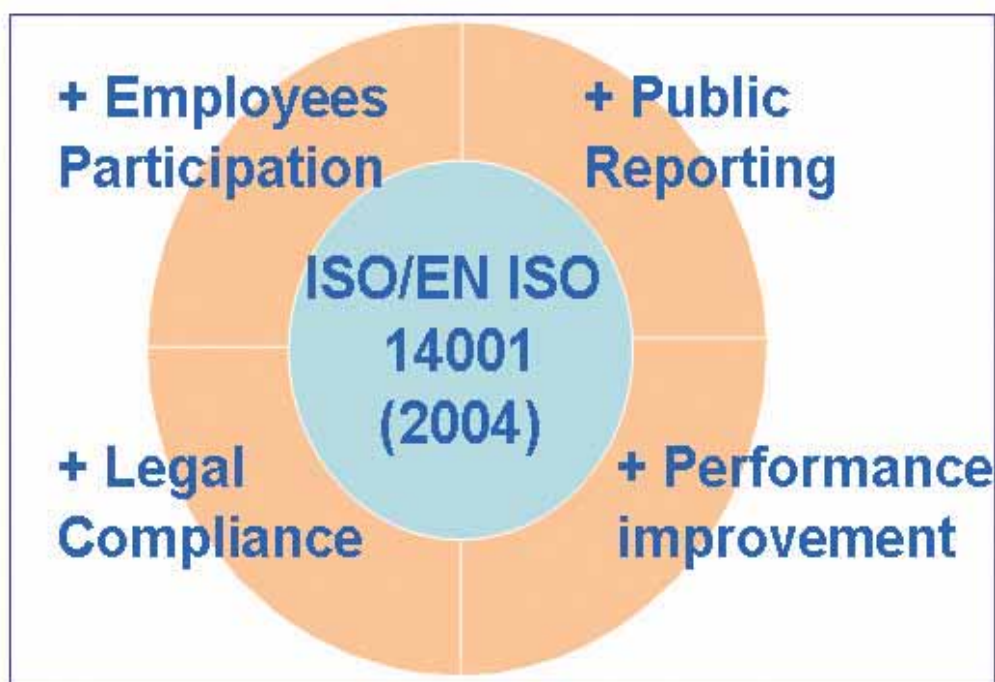 + Employees
Participation
+ Public
Reporting
ISO/EN ISO
14001
(2004)
+ Legal
Compliance
+ Performance
improvement